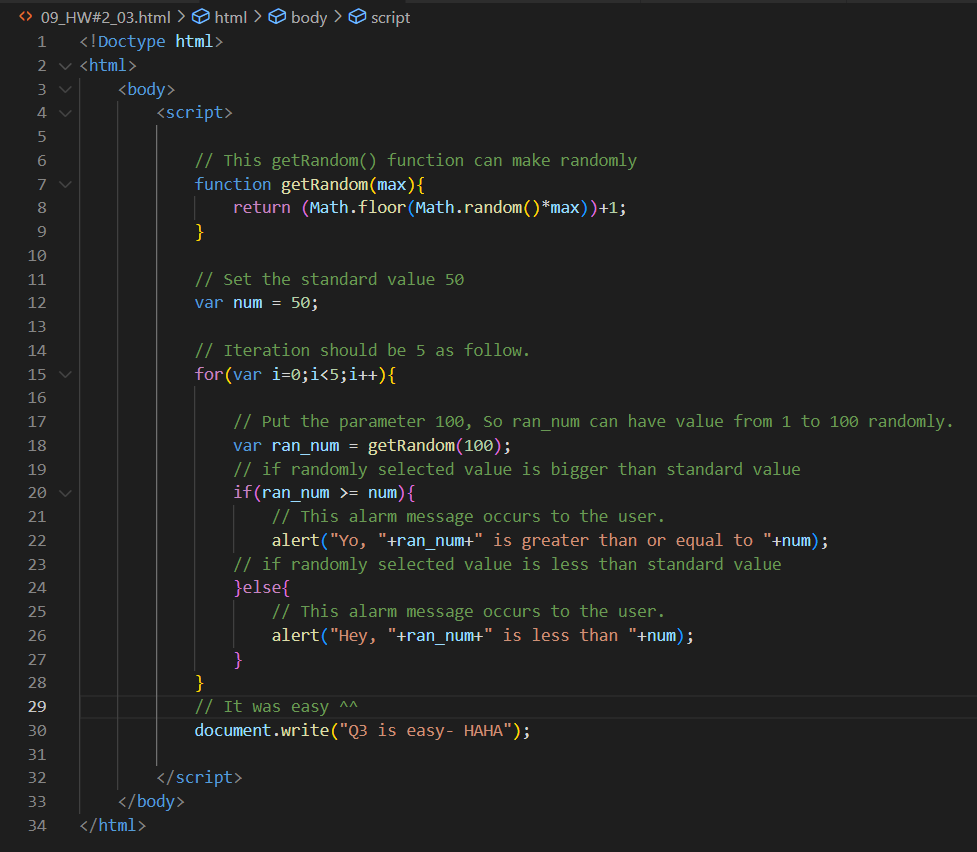 09_HW#2_03.html > html > body > script
1 <!Doctype html>
2 <html>
3 <body>
4 <script>
5
6 // This getRandom() function can make randomly
7 function getRandom(max){
8 return (Math.floor(Math.random()*max))+1;
9 }
10
11 // Set the standard value 50
12 var num = 50;
13
14 // Iteration should be 5 as follow.
15 for(var i=0;i<5;i++){
16
17 // Put the parameter 100, So ran_num can have value from 1 to 100 randomly.
18 var ran_num = getRandom(100);
19 // if randomly selected value is bigger than standard value
20 if(ran_num >= num){
21 // This alarm message occurs to the user.
22 alert("Yo, "+ran_num+" is greater than or equal to "+num);
23 // if randomly selected value is less than standard value
24 }else{
25 // This alarm message occurs to the user.
26 alert("Hey, "+ran_num+" is less than "+num);
27 }
28 }
29 // It was easy ^^
30 document.write("Q3 is easy- HAHA");
31
32 </script>
33 </body>
34 </html>